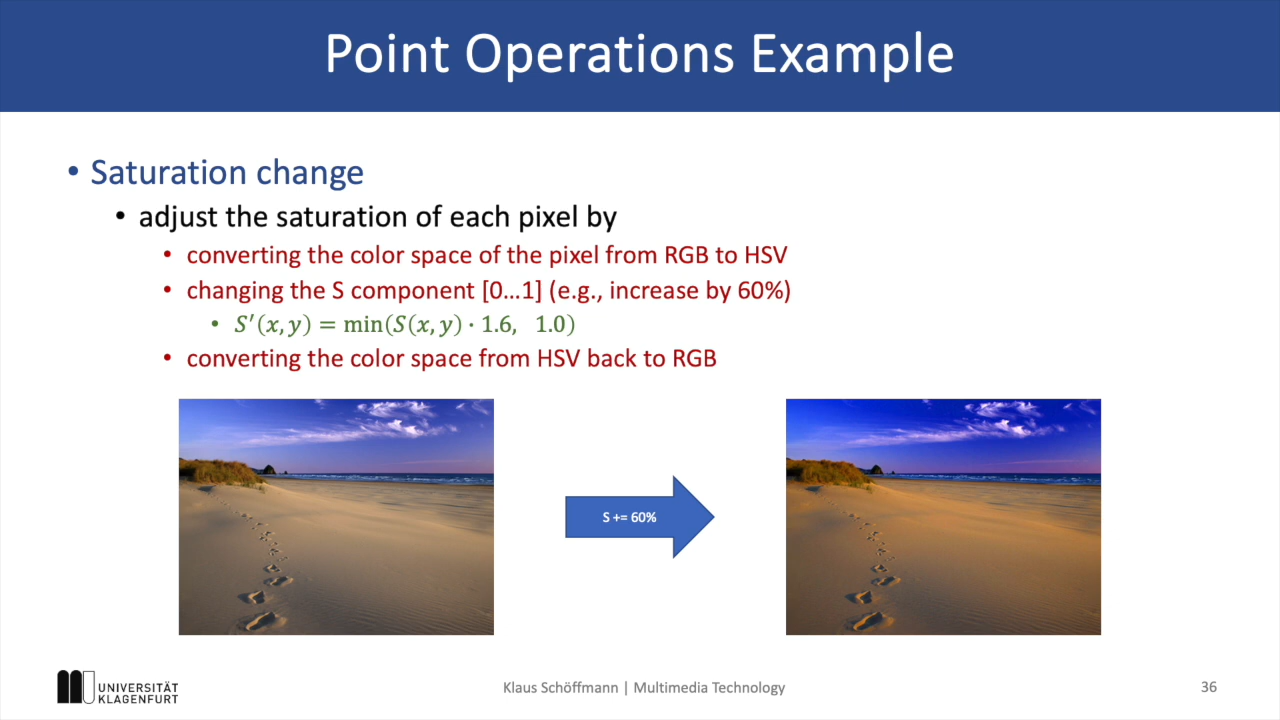 Point Operations Example
• Saturation change
• adjust the saturation of each pixel by
• converting the color space of the pixel from RGB to HSV
• changing the S component [0…1] (e.g., increase by 60%)
• S′(x, y) = min(S(x, y) · 1.6, 1.0)
• converting the color space from HSV back to RGB
S += 60%
UNIVERSITÄT
KLAGENFURT
Klaus Schöffmann | Multimedia Technology
36